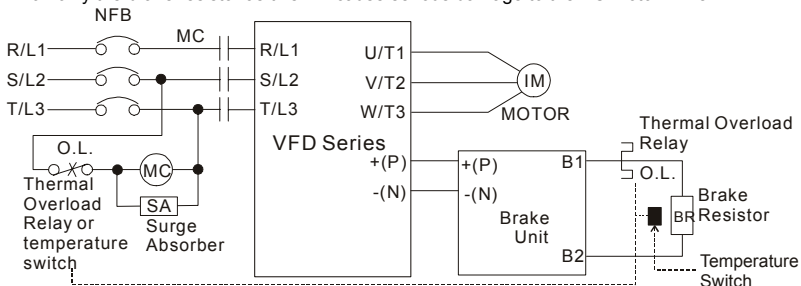 NFB
MC
R/L1
R/L1
U/T1
S/L2
S/L2
V/T2
IM
T/L3
T/L3
W/T3
MOTOR
VFD Series
Thermal Overload
Relay
O.L.
O.L.
MC
+(P)
+(P)
B1
-(N)
-(N)
SA
Surge
Absorber
Thermal
Overload
Relay or
temperature
switch
Brake
Unit
BR
Brake
Resistor
B2
Temperature
Switch